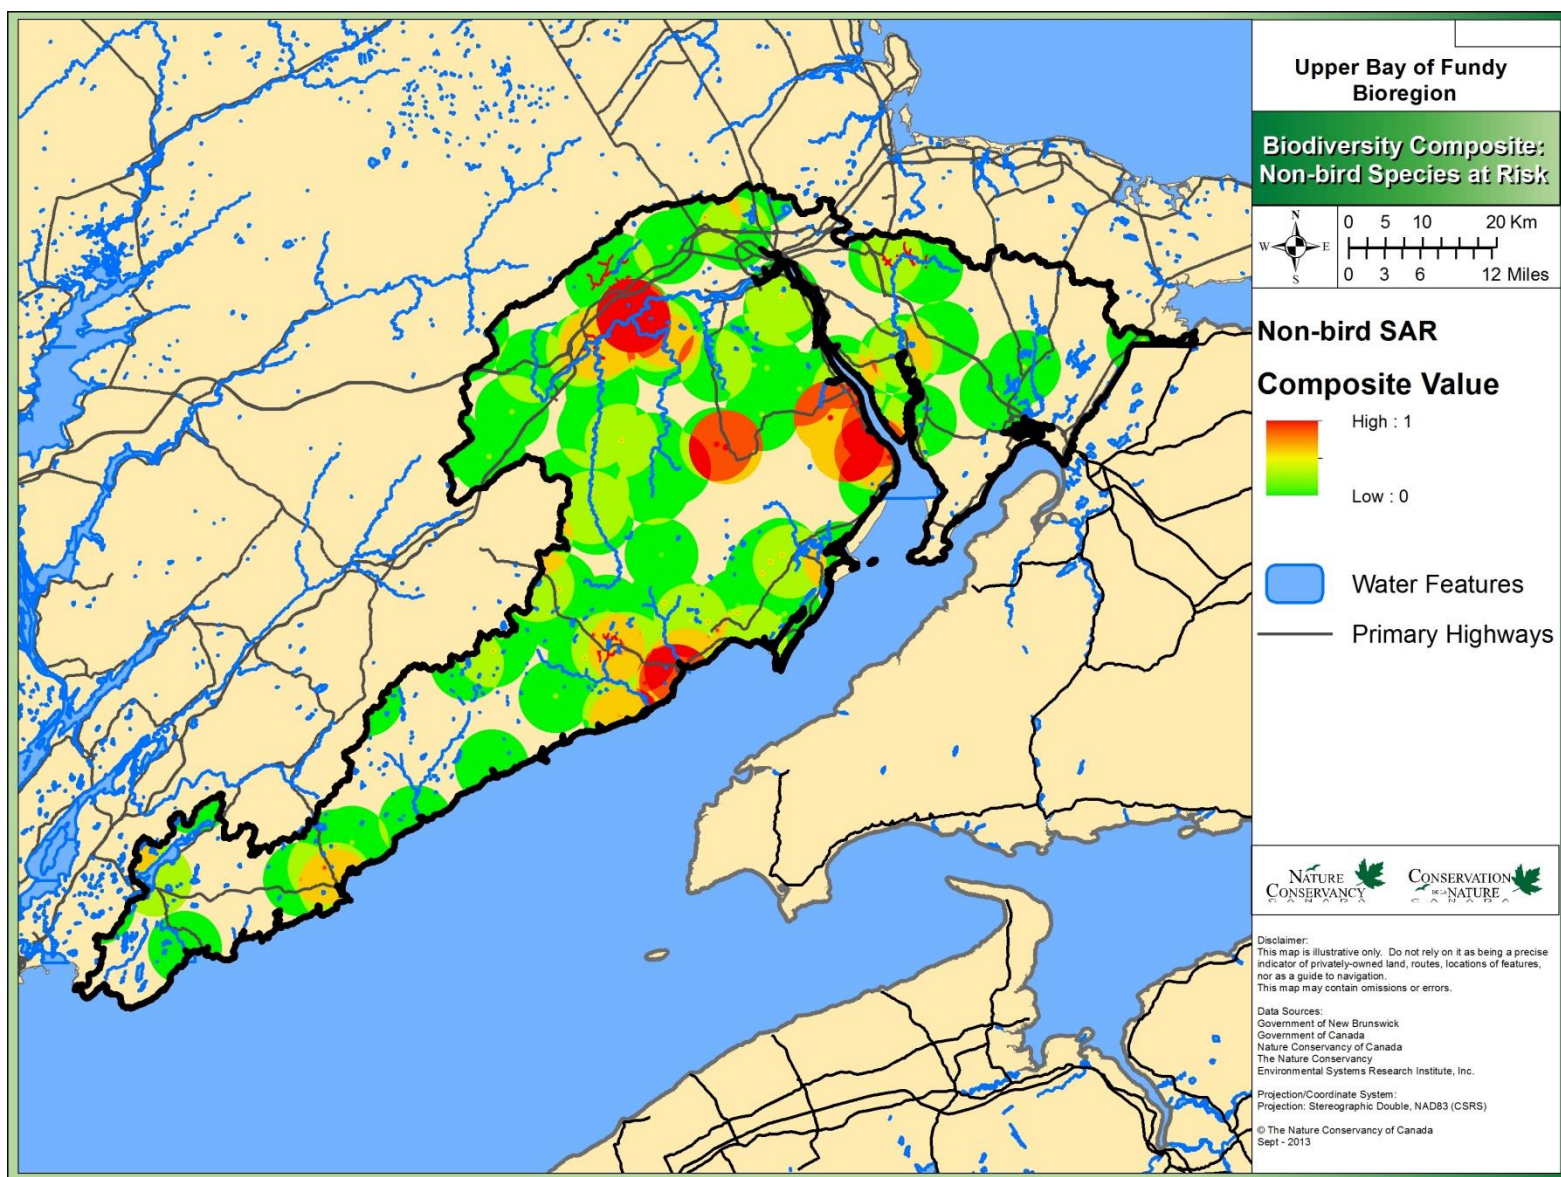 Upper Bay of Fundy
Bioregion
Biodiversity Composite:
Non-bird Species at Risk
N
W E
S
0 5 10 20 Km
0 3 6 12 Miles
Non-bird SAR
Composite Value
High : 1
Low : 0
Water Features
Primary Highways
NATURE
CONSERVANCY
CANADA
CONSERVATION
DE LA NATURE
CANADA
Disclaimer:
This map is illustrative only. Do not rely on it as being a precise
indicator of privately-owned land, routes, locations of features,
nor as a guide to navigation.
This map may contain omissions or errors.
Data Sources:
Government of New Brunswick
Government of Canada
Nature Conservancy of Canada
The Nature Conservancy
Environmental Systems Research Institute, Inc.
Projection/Coordinate System:
Projection: Stereographic Double, NAD83 (CSRS)
© The Nature Conservancy of Canada
Sept - 2013